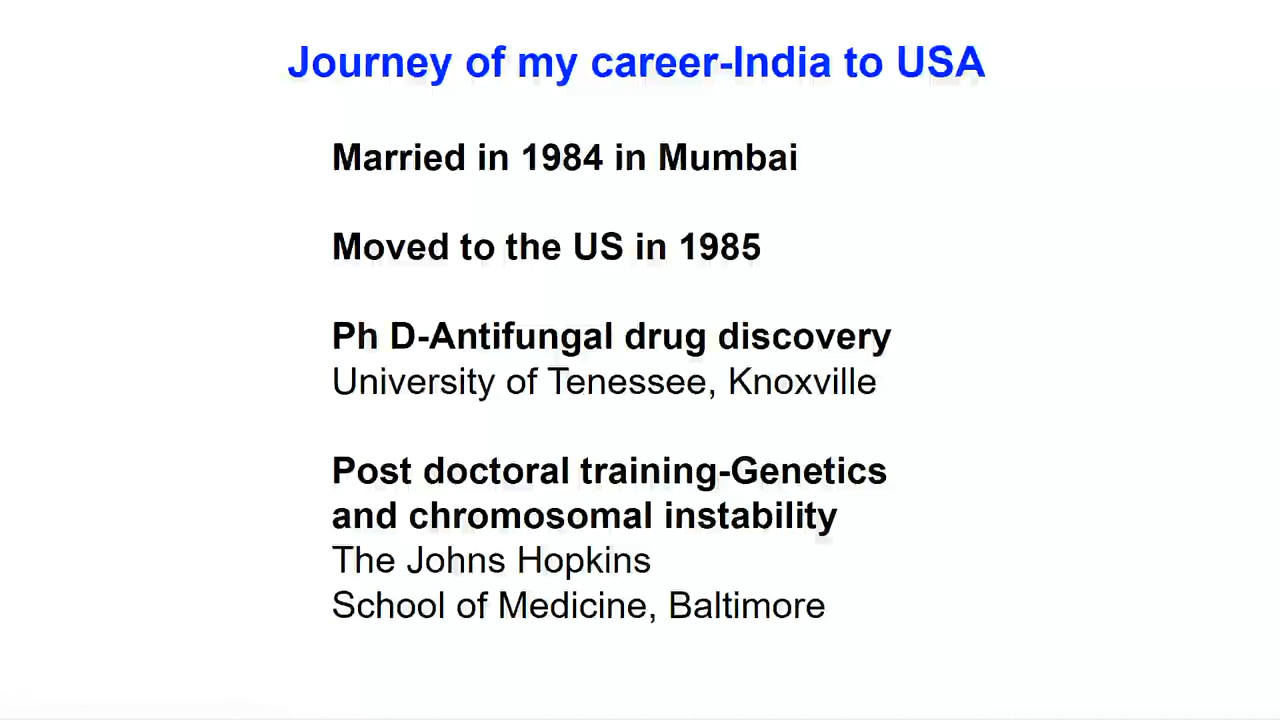 Journey of my career-India to USA
Married in 1984 in Mumbai
Moved to the US in 1985
Ph D-Antifungal drug discovery
University of Tenessee, Knoxville
Post doctoral training-Genetics
and chromosomal instability
The Johns Hopkins
School of Medicine, Baltimore